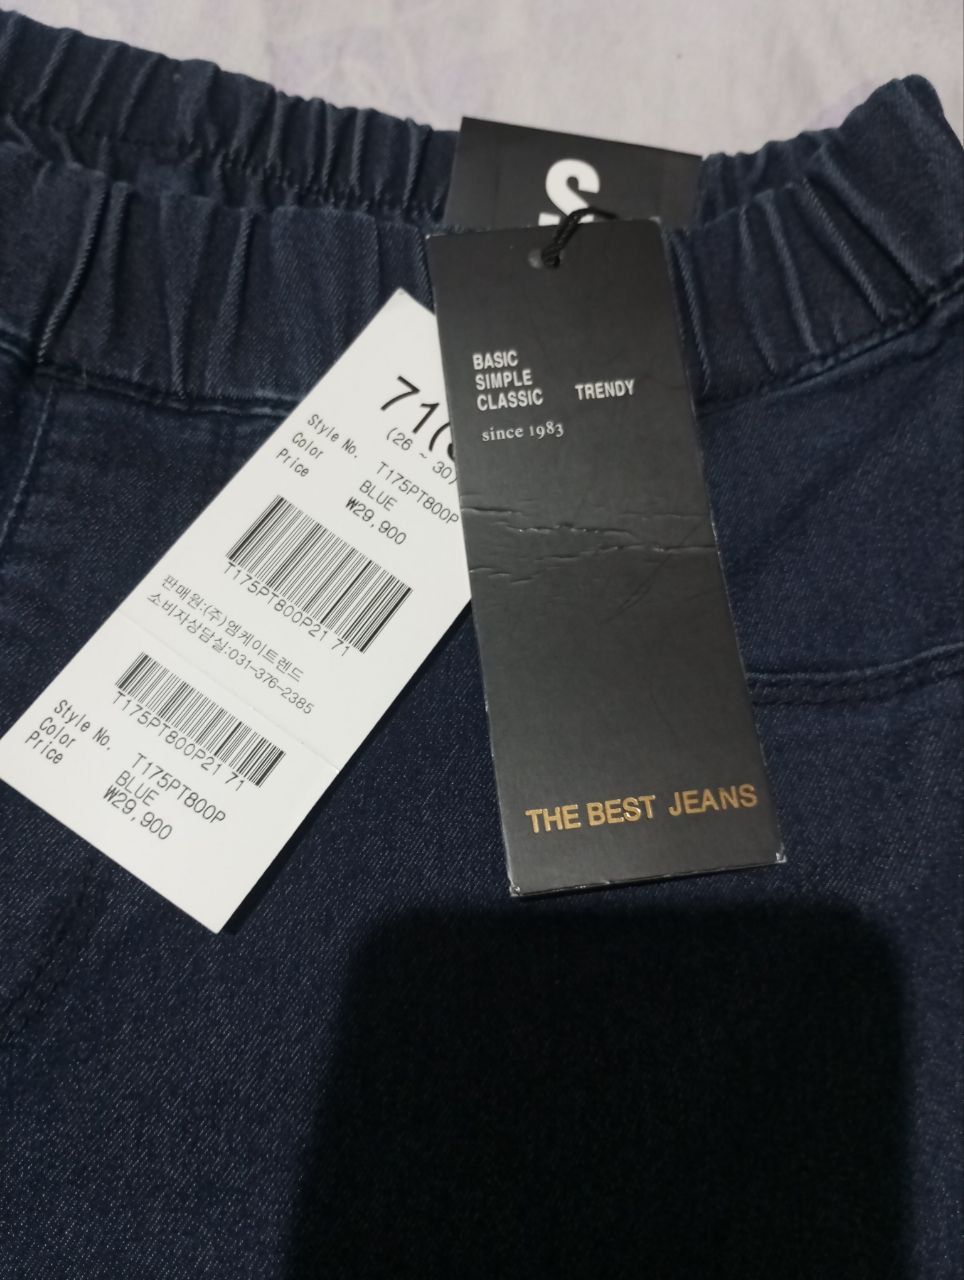 S
BASIC
SIMPLE
CLASSIC TRENDY
since 1983
THE BEST JEANS
(26 ~ 30)
Style No. T175PT800P
Color BLUE
Price ₩29,900
T175PT800P21 71
판매원:(주)엠케이트렌드
소비자상담실:031-376-2385
T175PT800P21 71
Style No. T175PT800P
Color BLUE
Price ₩29,900